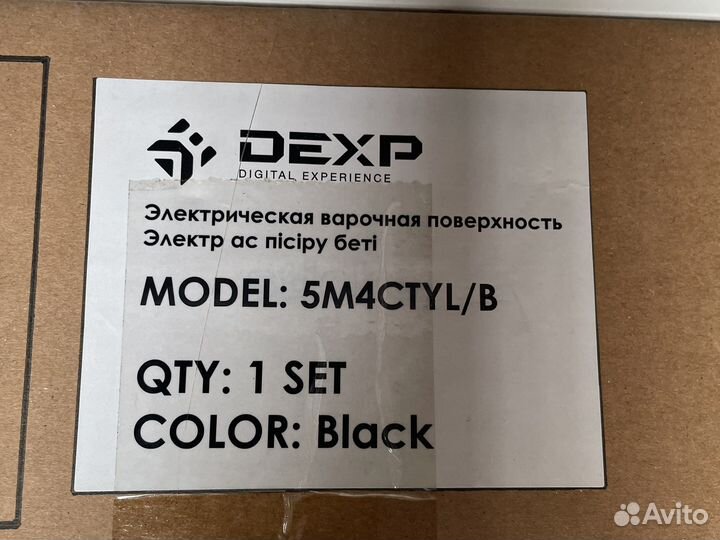 DEXP
DIGITAL EXPERIENCE
Электрическая варочная поверхность
Электр ас пісіру беті
MODEL: 5M4CTYL/B
QTY: 1 SET
COLOR: Black
Avito